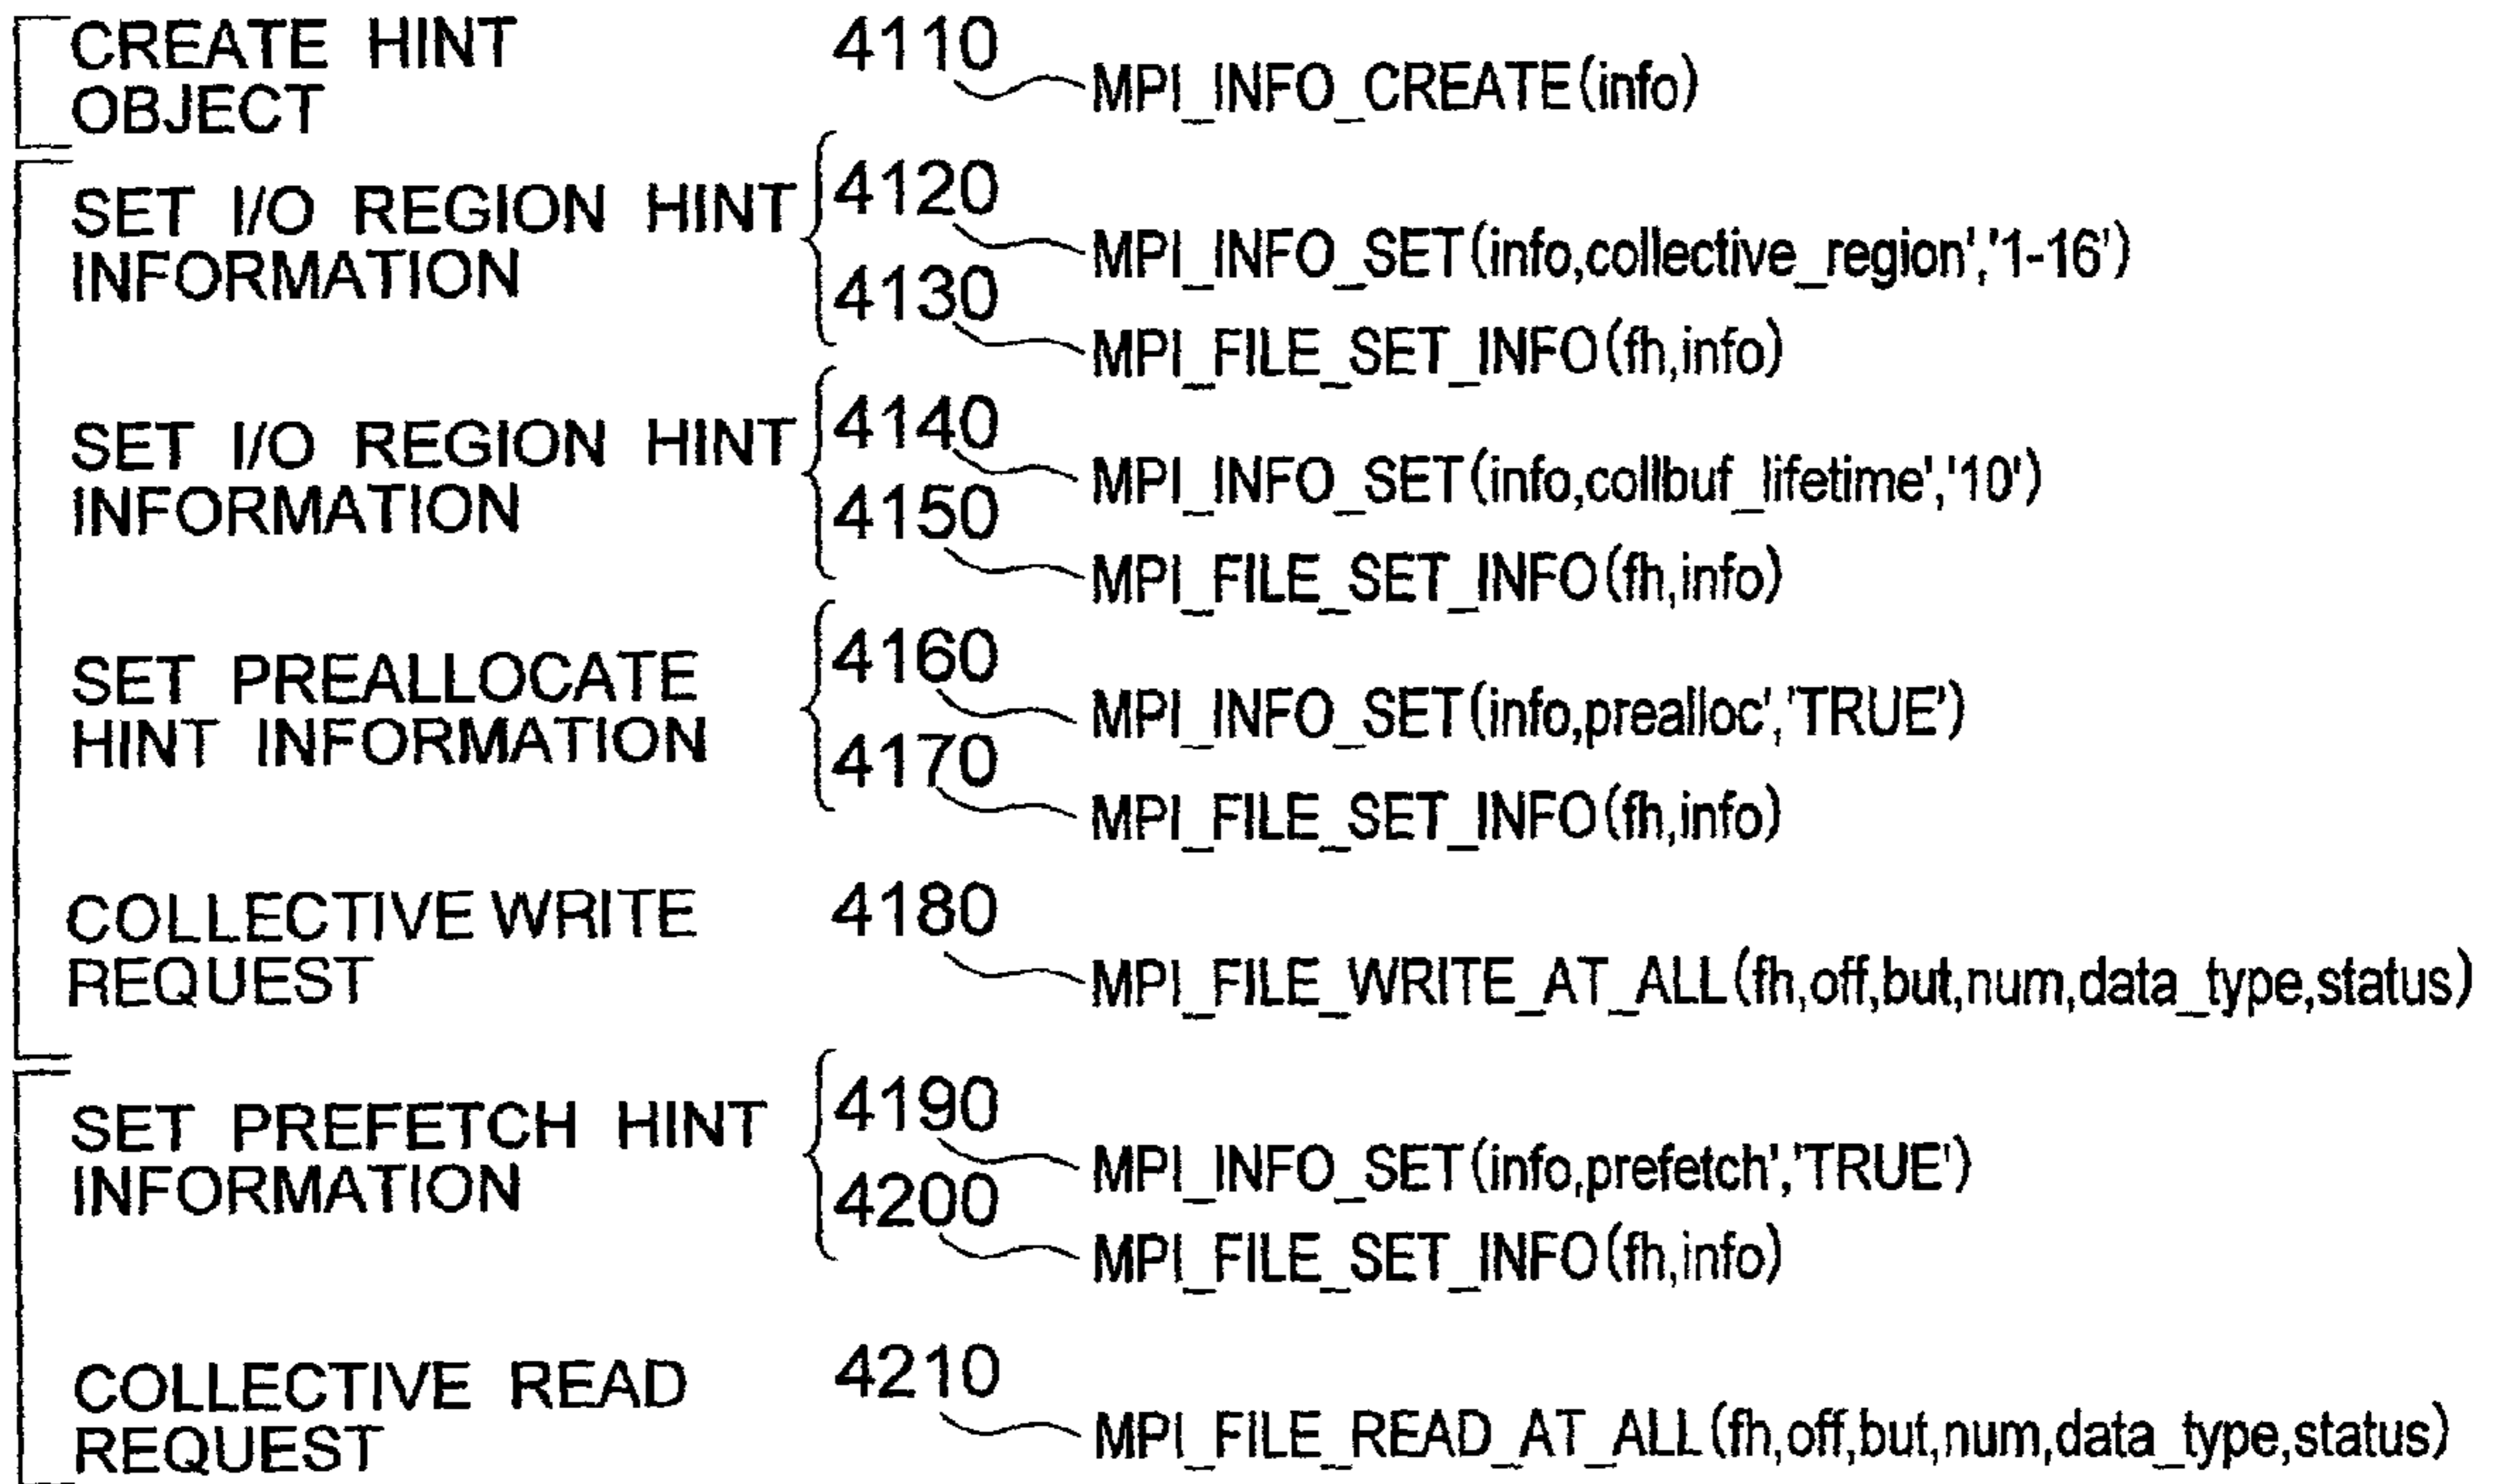 CREATE HINT
OBJECT
4110
MPI_INFO_CREATE(info)
SET I/O REGION HINT
INFORMATION
4120
MPI_INFO_SET(info,collective_region','1-16')
4130
MPI_FILE_SET_INFO(fh,info)
SET I/O REGION HINT
INFORMATION
4140
MPI_INFO_SET(info,collbuf_lifetime','10')
4150
MPI_FILE_SET_INFO(fh,info)
SET PREALLOCATE
HINT INFORMATION
4160
MPI_INFO_SET(info,prealloc','TRUE')
4170
MPI_FILE_SET_INFO(fh,info)
COLLECTIVE WRITE
REQUEST
4180
MPI_FILE_WRITE_AT_ALL(fh,off,but,num,data_type,status)
SET PREFETCH HINT
INFORMATION
4190
MPI_INFO_SET(info,prefetch','TRUE')
4200
MPI_FILE_SET_INFO(fh,info)
COLLECTIVE READ
REQUEST
4210
MPI_FILE_READ_AT_ALL(fh,off,but,num,data_type,status)